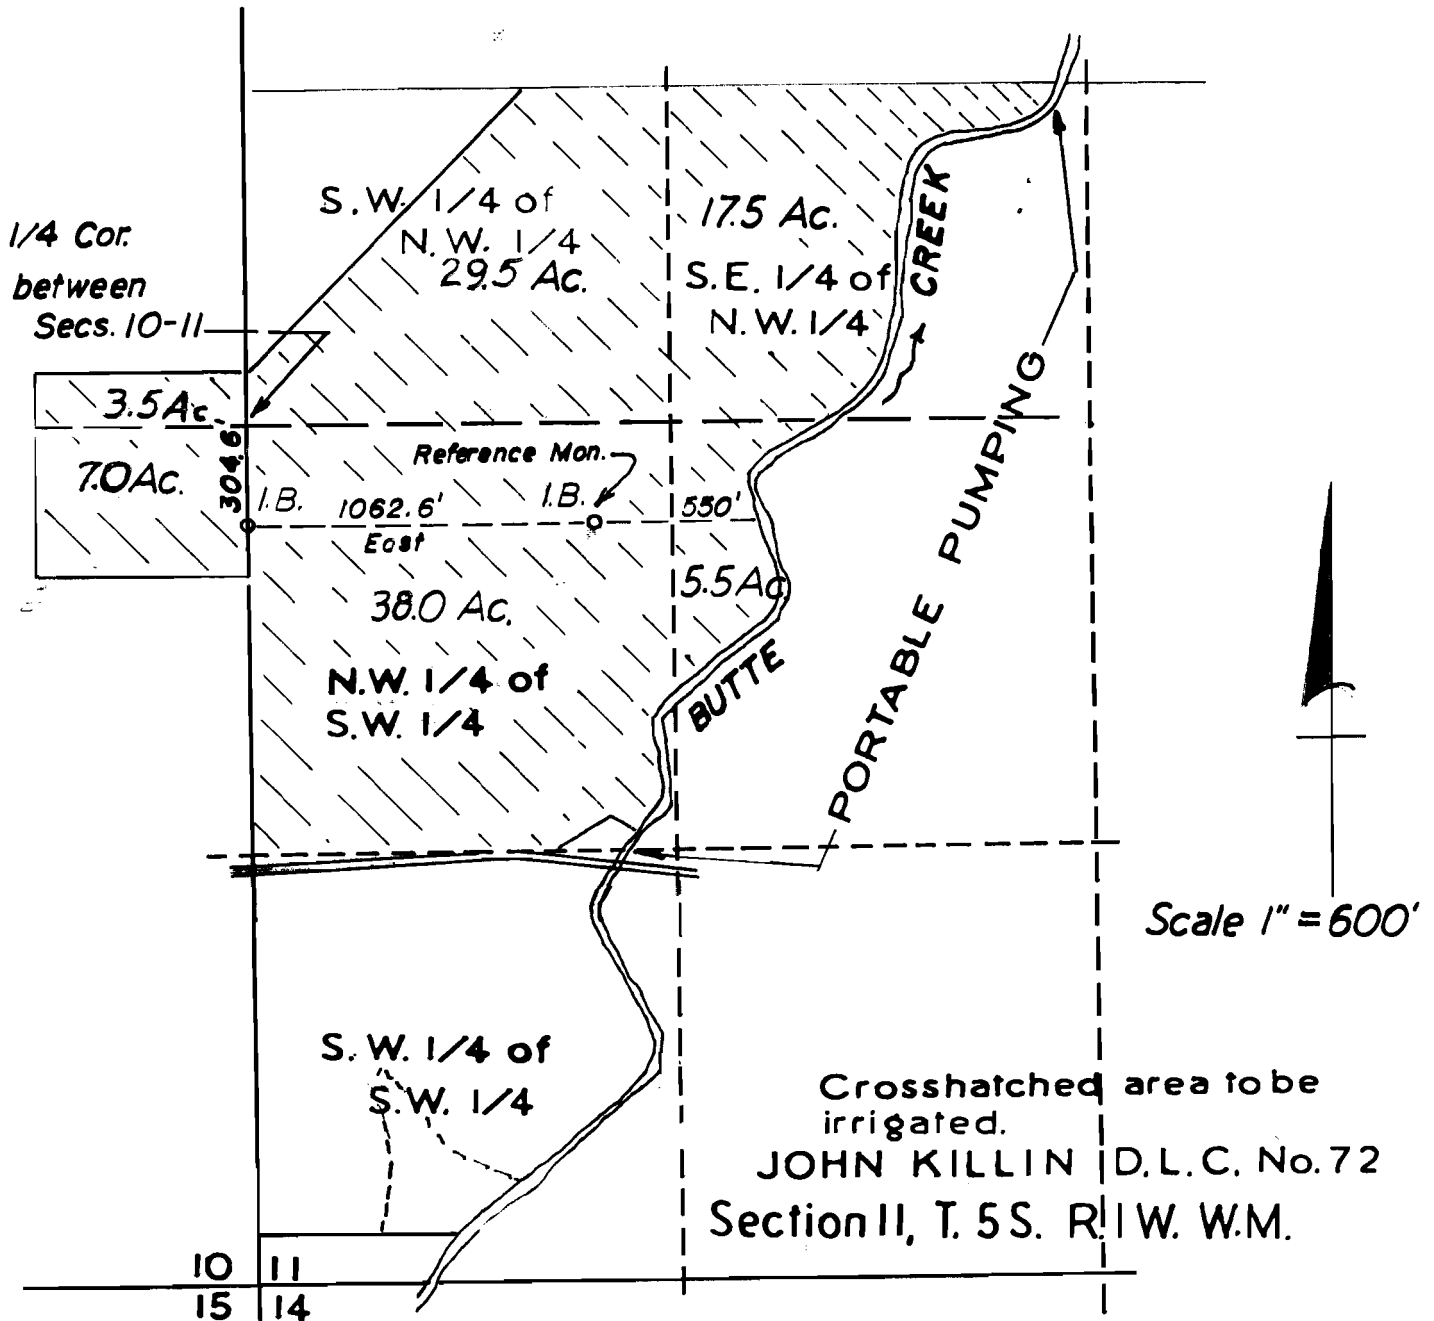 S.W. 1/4 of
N.W. 1/4
29.5 Ac.
17.5 Ac.
S.E. 1/4 of
N.W. 1/4
CREEK
1/4 Cor.
between
Secs. 10-11
3.5 Ac
7.0 Ac.
304.6'
Reference Mon.
I.B.
1062.6'
East
I.B.
550'
5.5 Ac
38.0 Ac.
N.W. 1/4 of
S.W. 1/4
BUTTE
PORTABLE PUMPING
Scale 1" = 600'
S.W. 1/4 of
S.W. 1/4
Crosshatched area to be
irrigated.
JOHN KILLIN D.L.C. No. 72
Section 11, T. 5 S. R. 1 W. W.M.
10 11
15 14